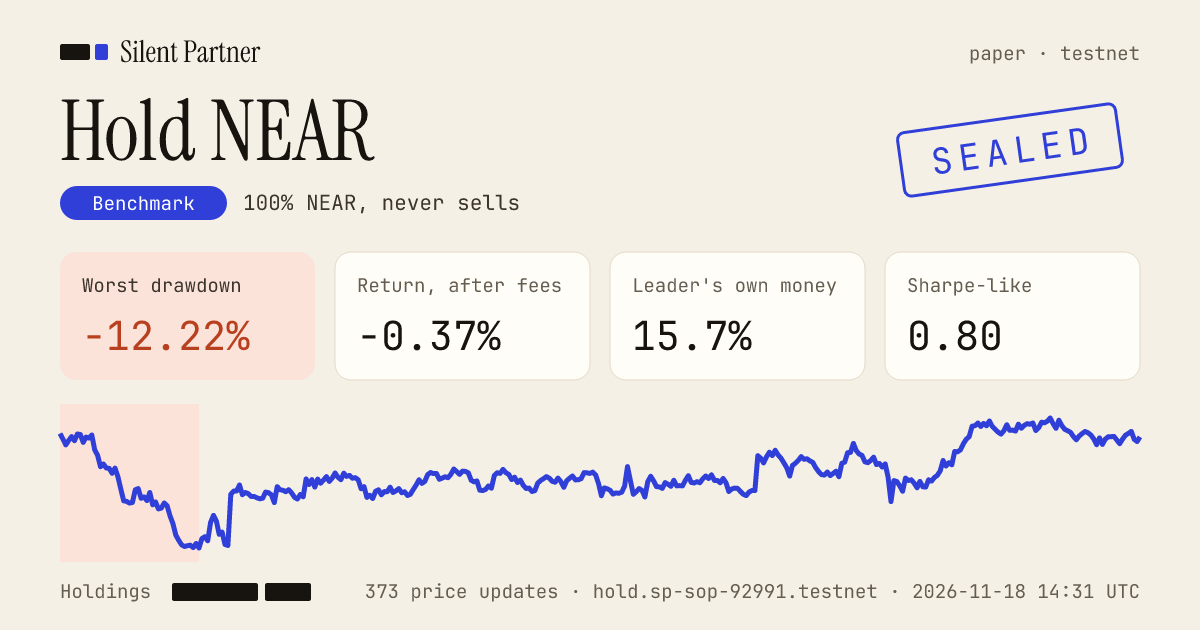 Silent Partner
paper · testnet
Hold NEAR
SEALED
Benchmark
100% NEAR, never sells
Worst drawdown
-12.22%
Return, after fees
-0.37%
Leader's own money
15.7%
Sharpe-like
0.80
Holdings
373 price updates · hold.sp-sop-92991.testnet · 2026-11-18 14:31 UTC